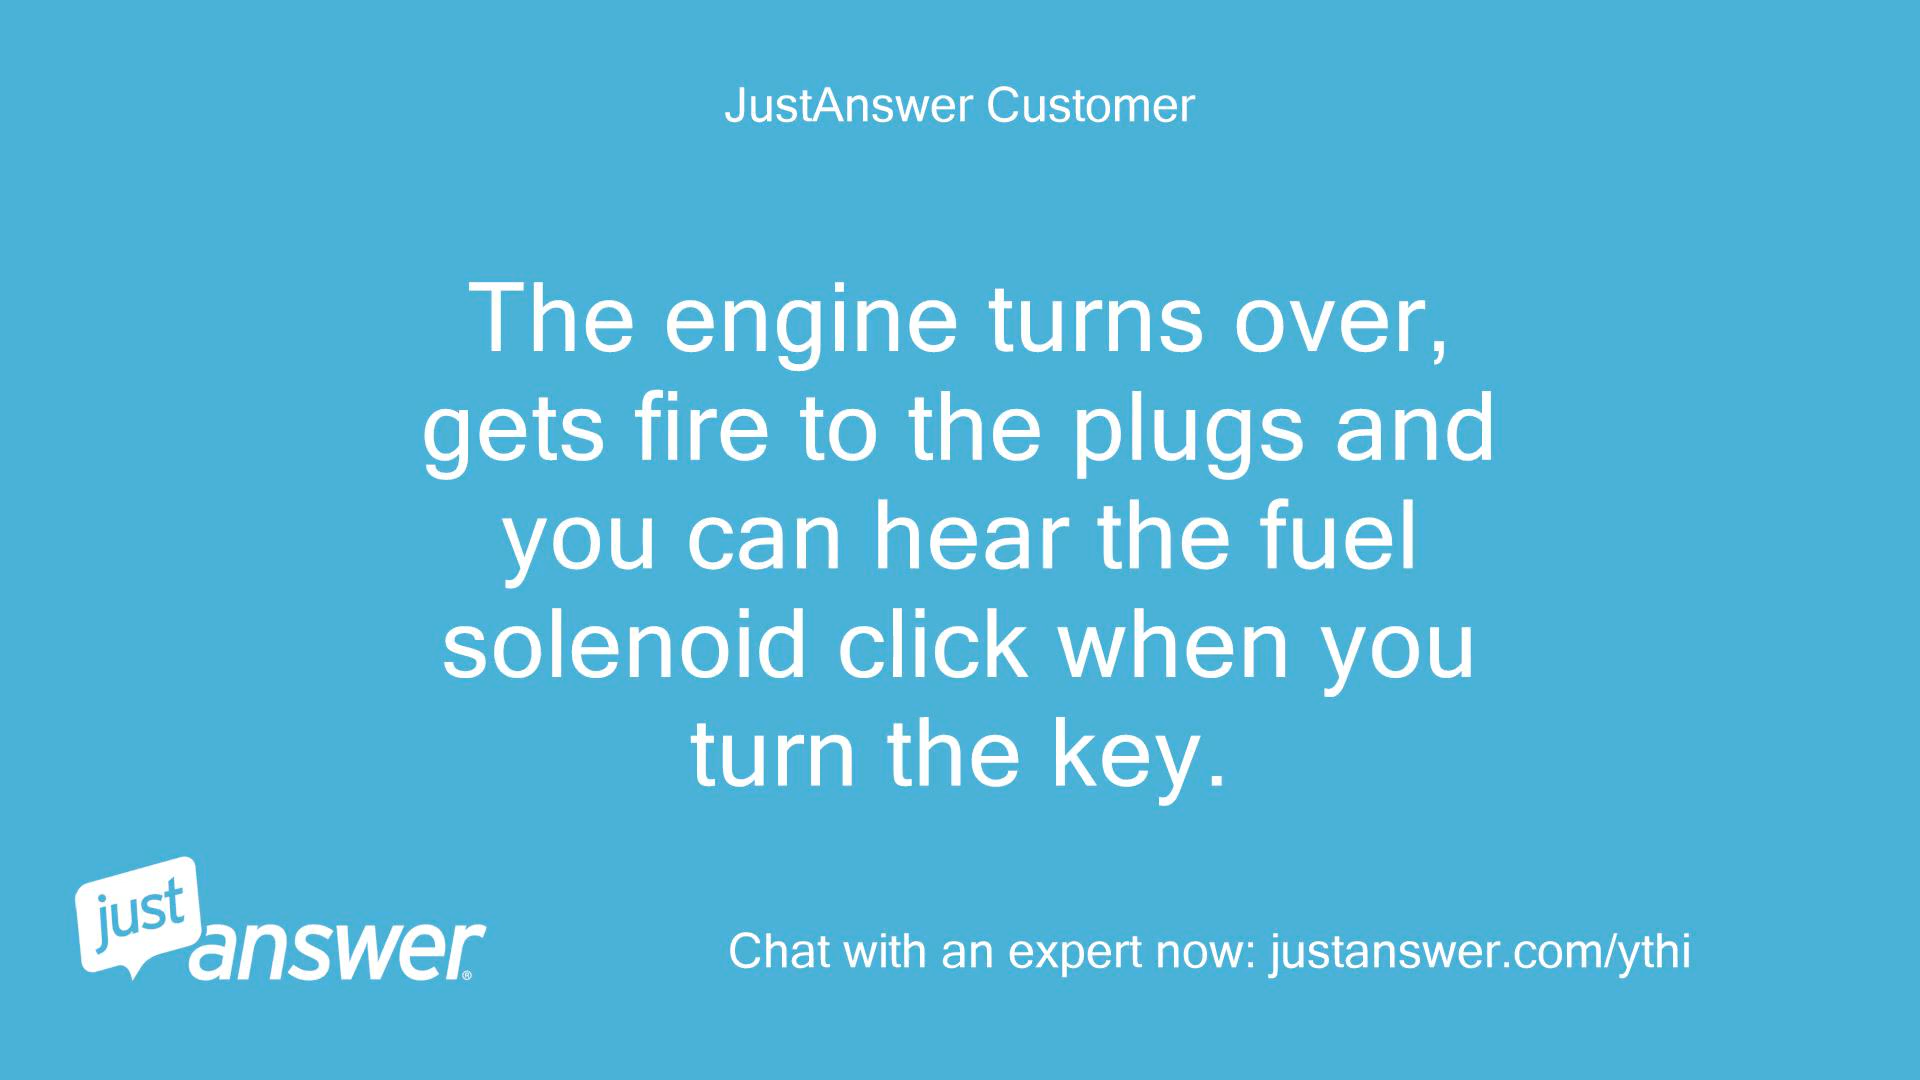 JustAnswer Customer
The engine turns over,
gets fire to the plugs and
you can hear the fuel
solenoid click when you
turn the key.
just
answer®
Chat with an expert now: justanswer.com/ythi